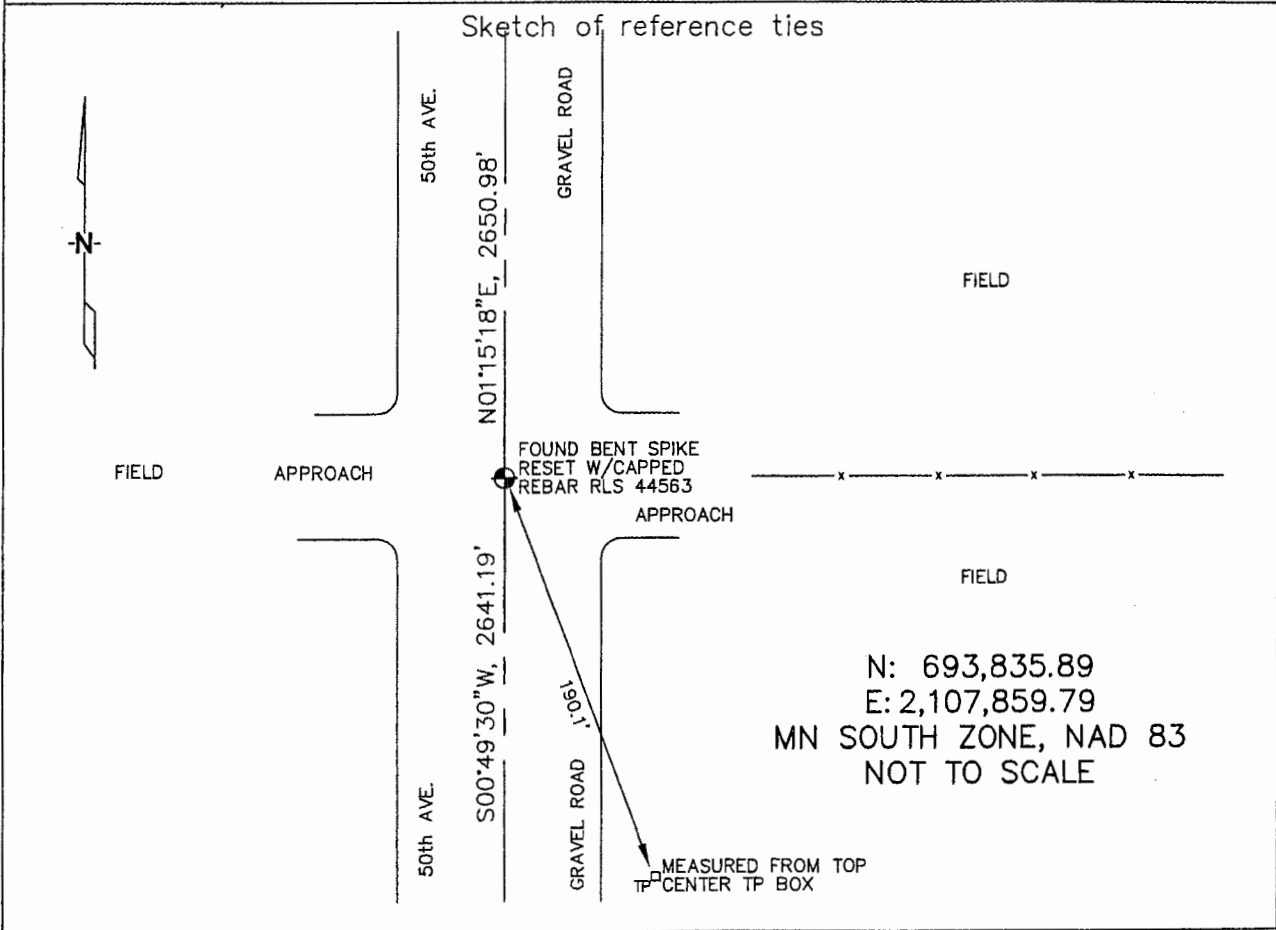 Sketch of reference ties
50th AVE.
N01°15'18"E, 2650.98'
GRAVEL ROAD
-N-
FIELD
FIELD
APPROACH
FOUND BENT SPIKE
RESET W/CAPPED
REBAR RLS 44563
x x x x
APPROACH
FIELD
S00°49'30"W, 2641.19'
190.1'
N: 693,835.89
E: 2,107,859.79
MN SOUTH ZONE, NAD 83
NOT TO SCALE
50th AVE.
GRAVEL ROAD
MEASURED FROM TOP
TP CENTER TP BOX